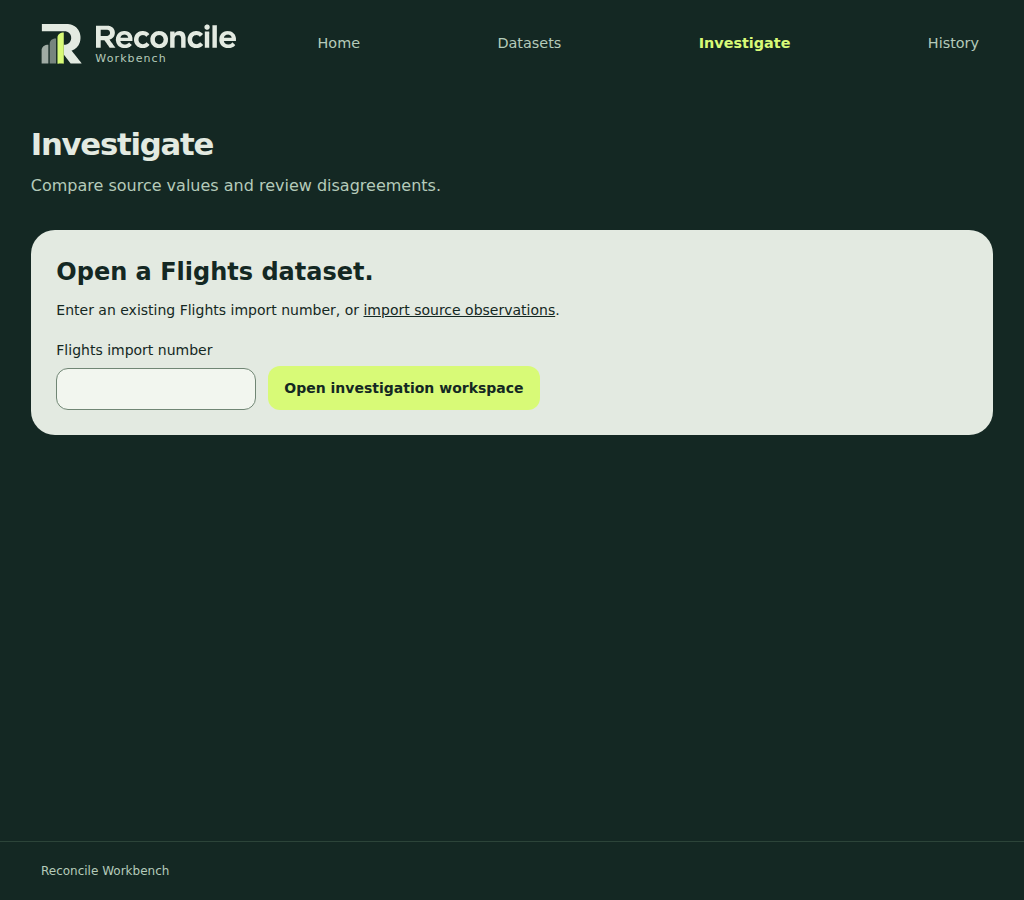 Reconcile
Workbench
Home
Datasets
Investigate
History
Investigate
Compare source values and review disagreements.
Open a Flights dataset.
Enter an existing Flights import number, or import source observations.
Flights import number
Open investigation workspace
Reconcile Workbench